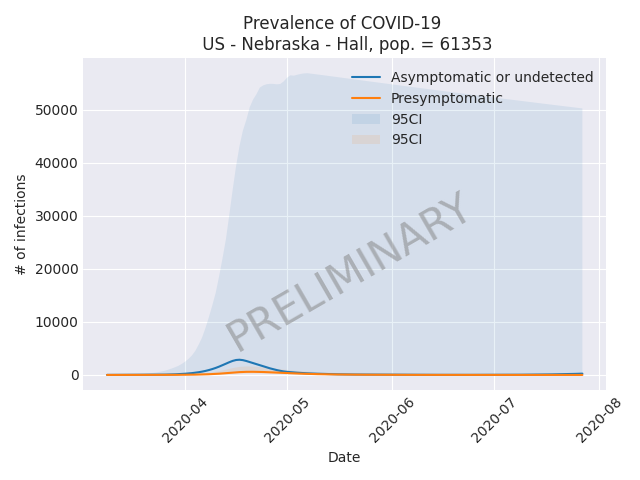 Prevalence of COVID-19
US - Nebraska - Hall, pop. = 61353
Asymptomatic or undetected
Presymptomatic
95CI
95CI
50000
40000
30000
20000
10000
0
# of infections
PRELIMINARY
2020-04
2020-05
2020-06
2020-07
2020-08
Date